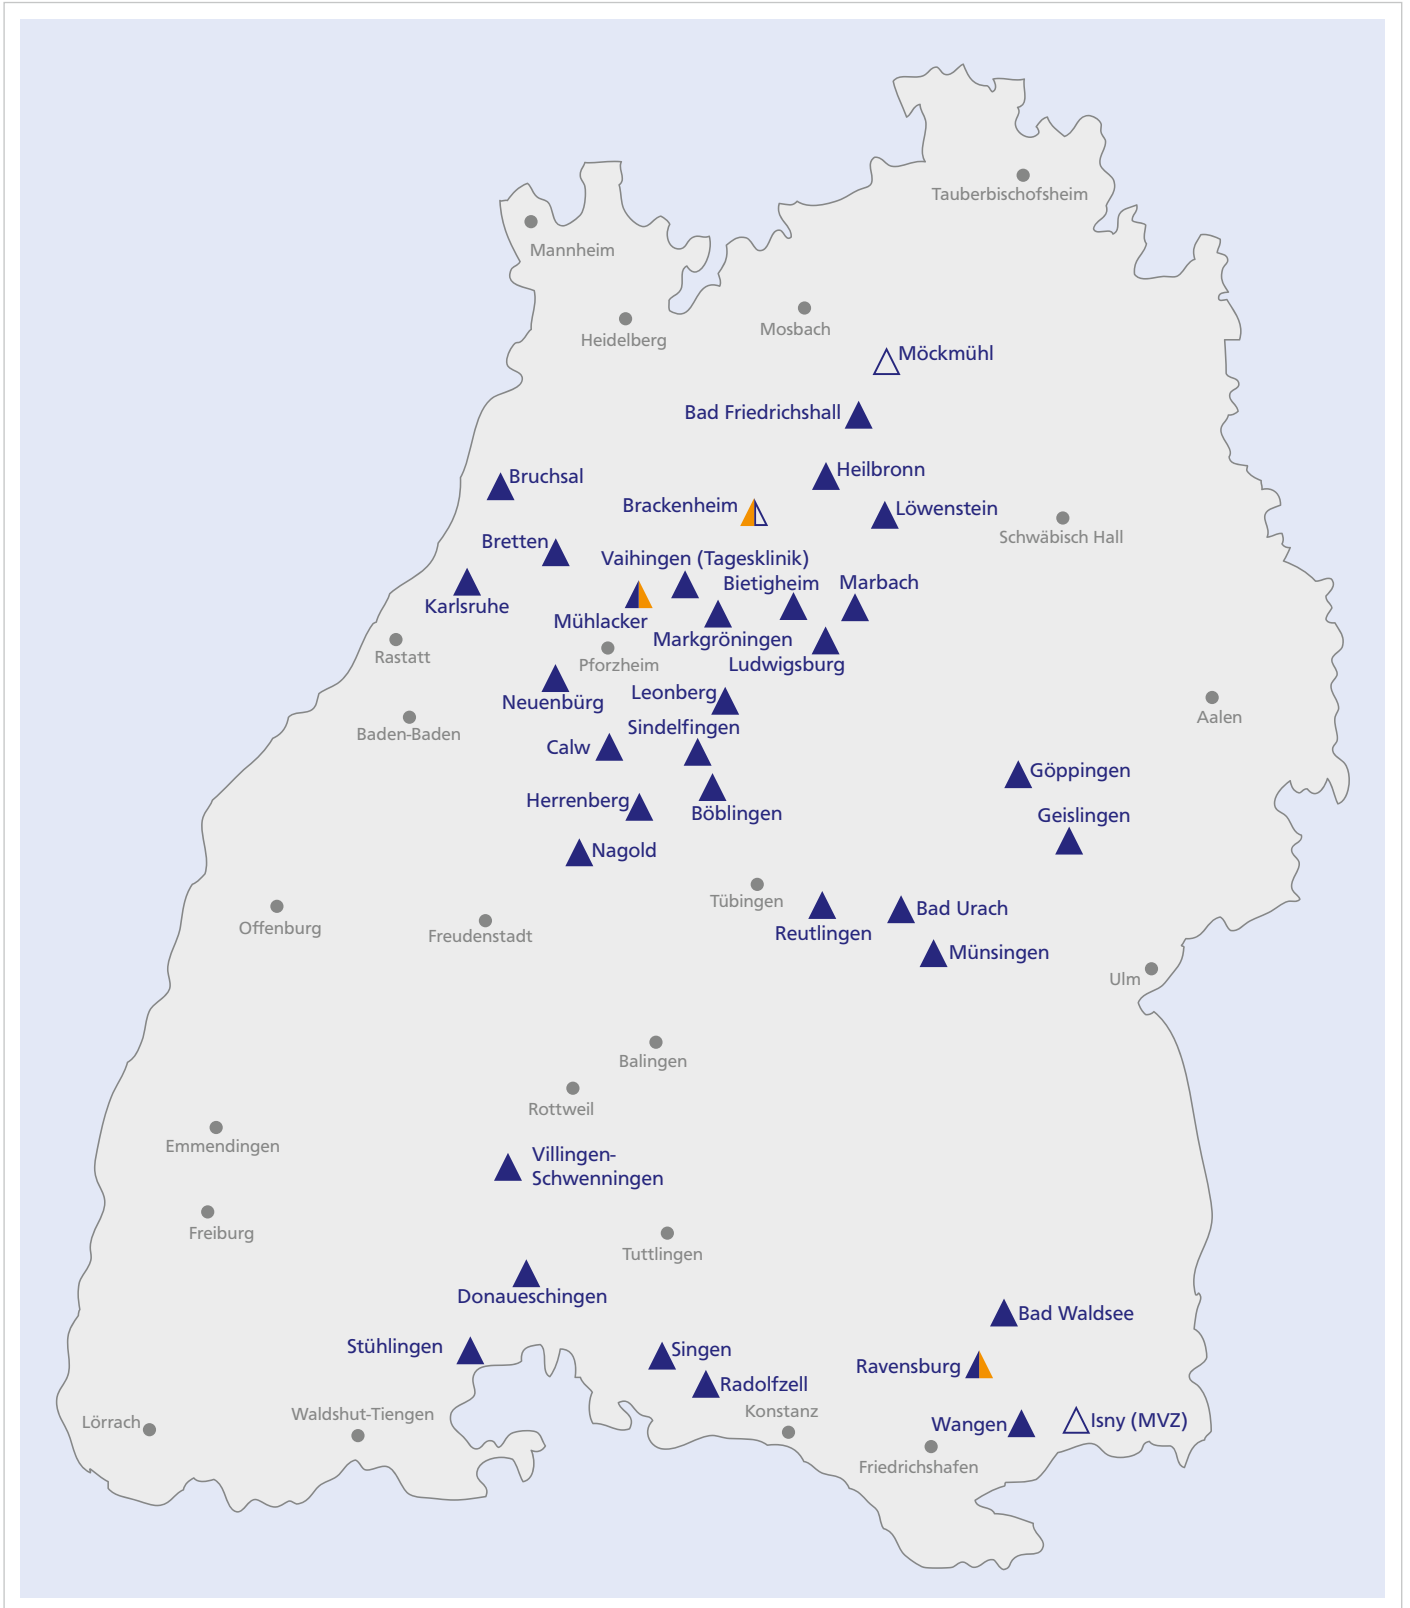 Tauberbischofsheim
Mannheim
Mosbach
Heidelberg
Möckmühl
Bad Friedrichshall
Heilbronn
Bruchsal
Brackenheim
Löwenstein
Schwäbisch Hall
Bretten
Vaihingen (Tagesklinik)
Bietigheim
Marbach
Karlsruhe
Mühlacker
Markgröningen
Rastatt
Pforzheim
Ludwigsburg
Neuenbürg
Leonberg
Aalen
Baden-Baden
Sindelfingen
Calw
Göppingen
Herrenberg
Böblingen
Geislingen
Nagold
Tübingen
Bad Urach
Offenburg
Freudenstadt
Reutlingen
Münsingen
Ulm
Balingen
Rottweil
Emmendingen
Villingen-
Schwenningen
Freiburg
Tuttlingen
Donaueschingen
Bad Waldsee
Stühlingen
Singen
Ravensburg
Radolfzell
Konstanz
Waldshut-Tiengen
Lörrach
Wangen
Isny (MVZ)
Friedrichshafen